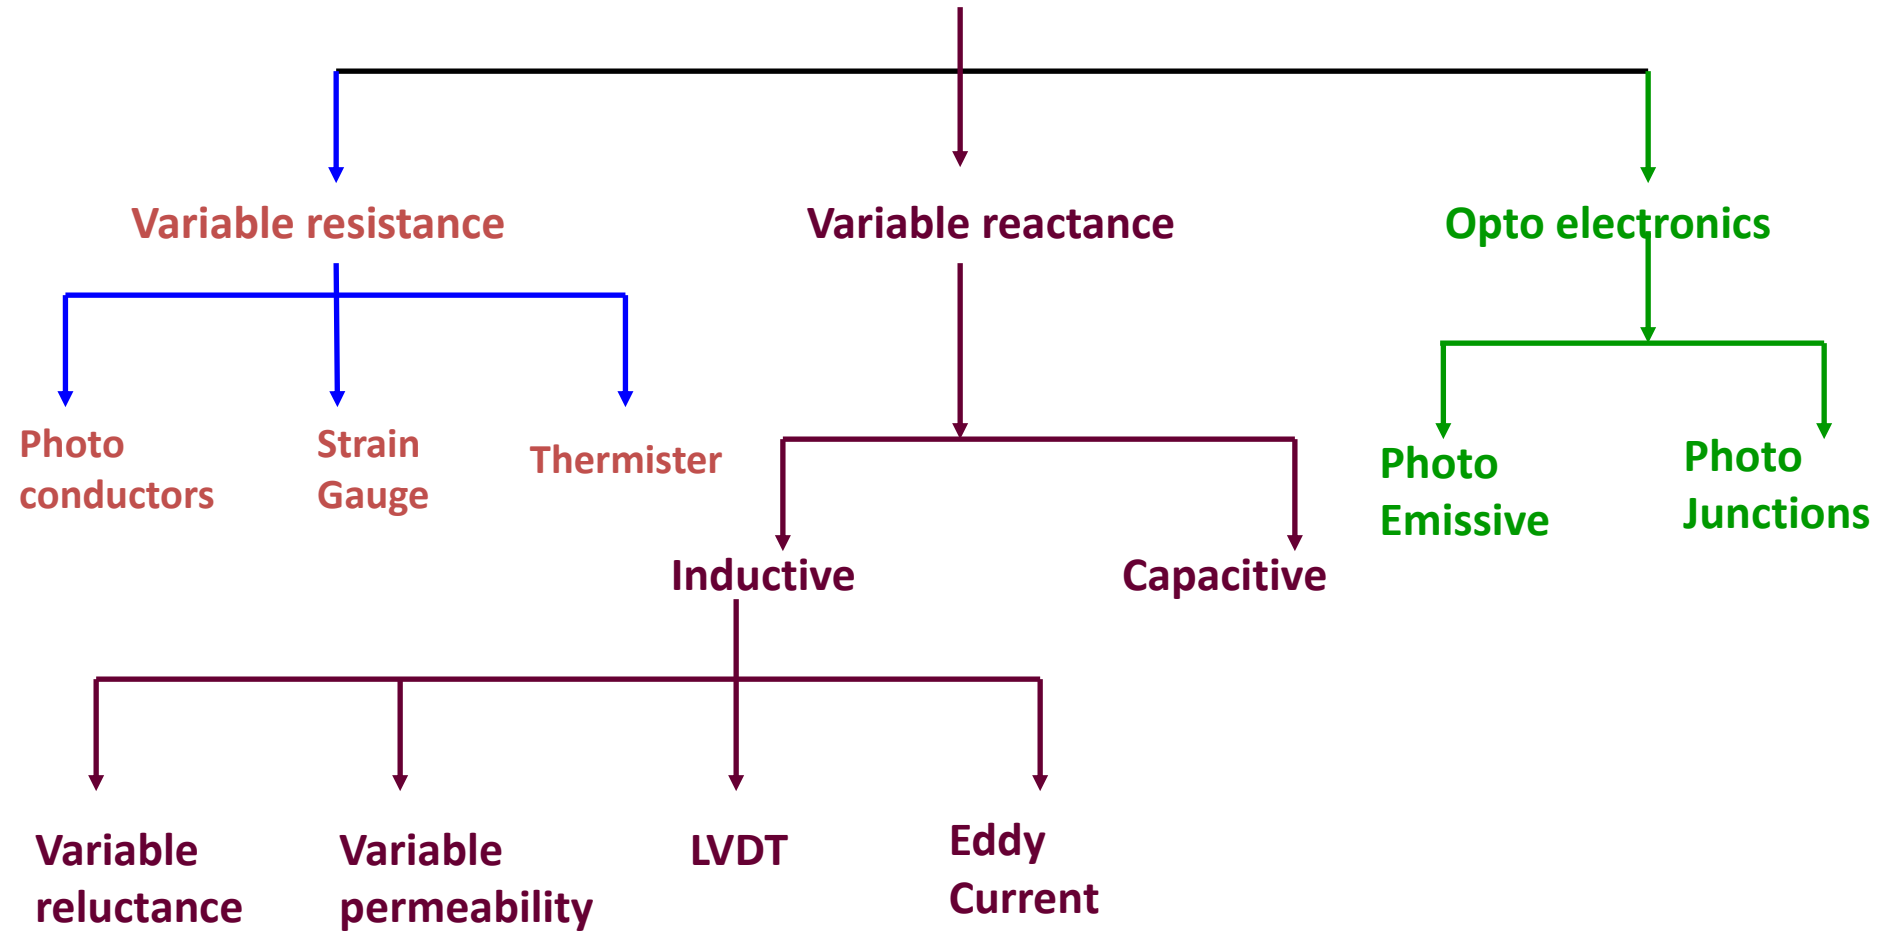 Variable resistance
Variable reactance
Opto electronics
Photo
conductors
Strain
Gauge
Thermister
Photo
Emissive
Photo
Junctions
Inductive
Capacitive
Variable
reluctance
Variable
permeability
LVDT
Eddy
Current